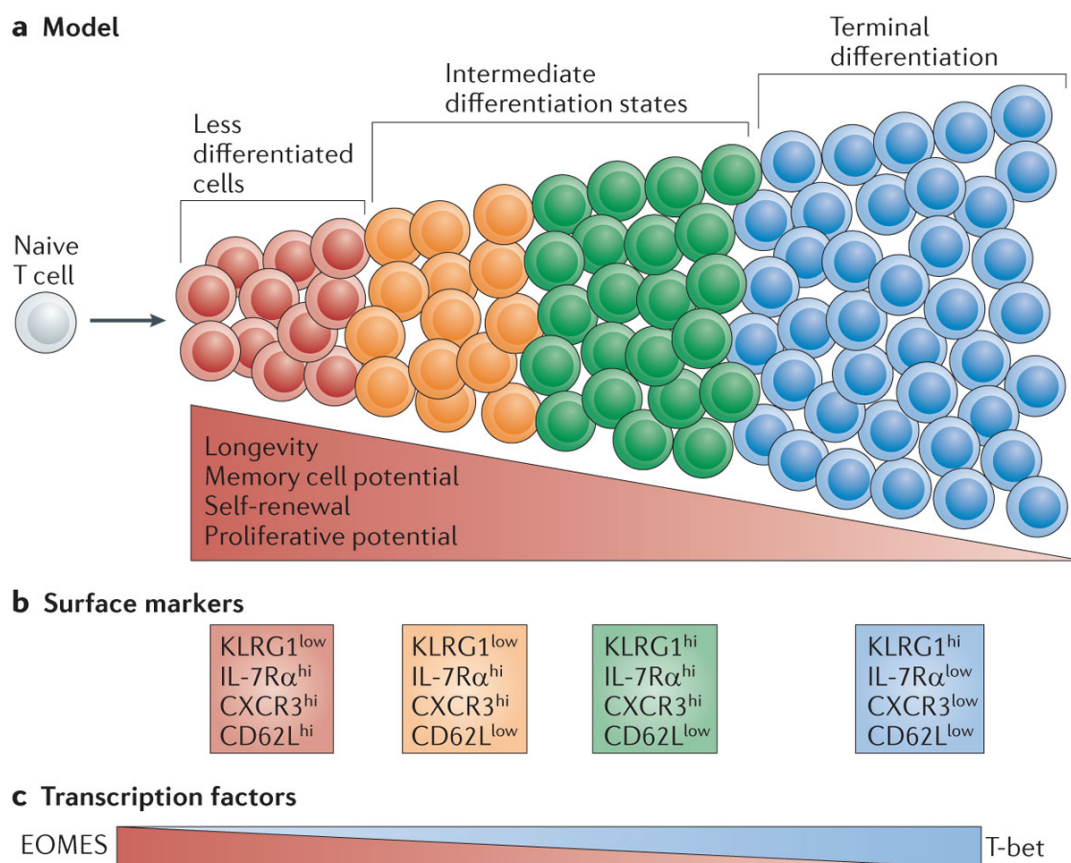 a Model
Terminal
differentiation
Intermediate
differentiation states
Less
differentiated
cells
Naive
T cell
Longevity
Memory cell potential
Self-renewal
Proliferative potential
b Surface markers
KLRG1low
IL-7Rαhi
CXCR3hi
CD62Lhi
KLRG1low
IL-7Rαhi
CXCR3hi
CD62Llow
KLRG1hi
IL-7Rαhi
CXCR3hi
CD62Llow
KLRG1hi
IL-7Rαlow
CXCR3low
CD62Llow
c Transcription factors
EOMES
T-bet